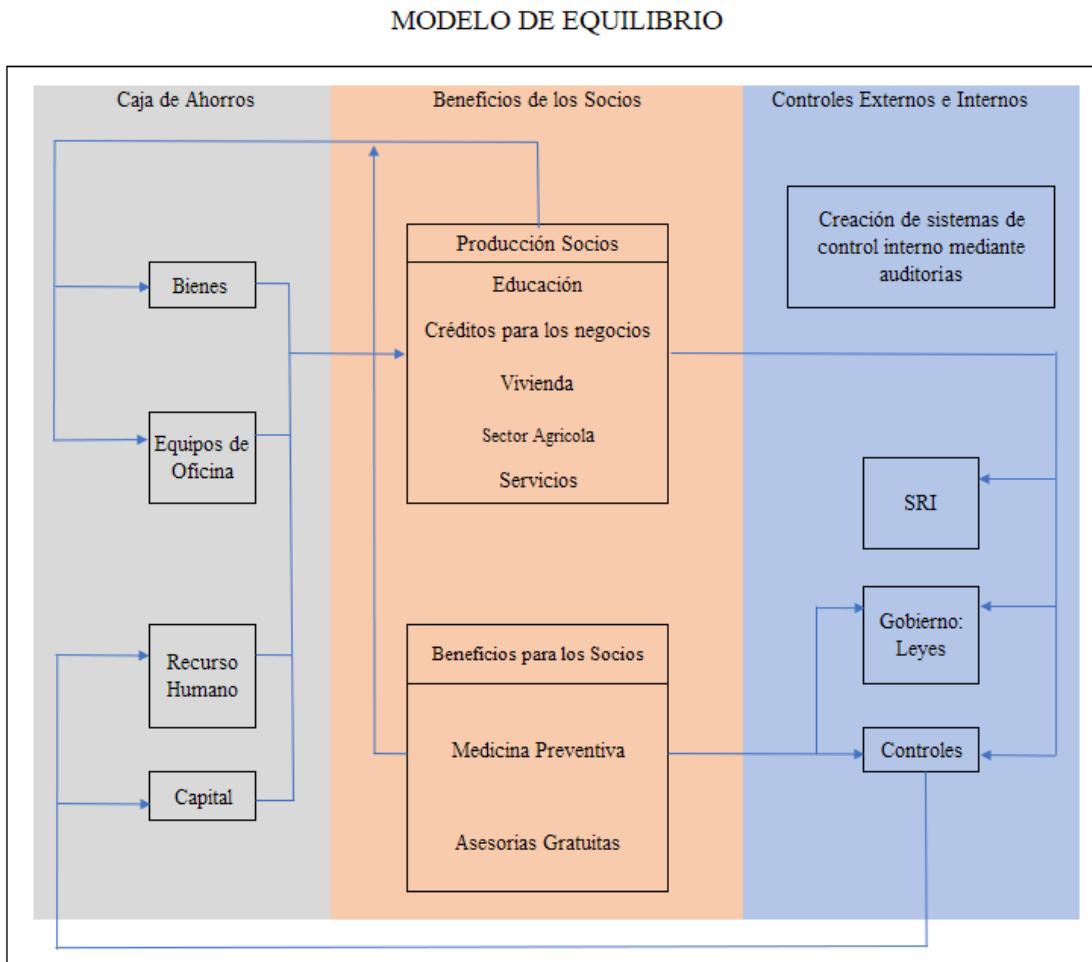 MODELO DE EQUILIBRIO
Caja de Ahorros
Beneficios de los Socios
Controles Externos e Internos
Bienes
Equipos de
Oficina
Recurso
Humano
Capital
Producción Socios
Educación
Créditos para los negocios
Vivienda
Sector Agricola
Servicios
Beneficios para los Socios
Medicina Preventiva
Asesorias Gratuitas
Creación de sistemas de
control interno mediante
auditorias
SRI
Gobierno:
Leyes
Controles